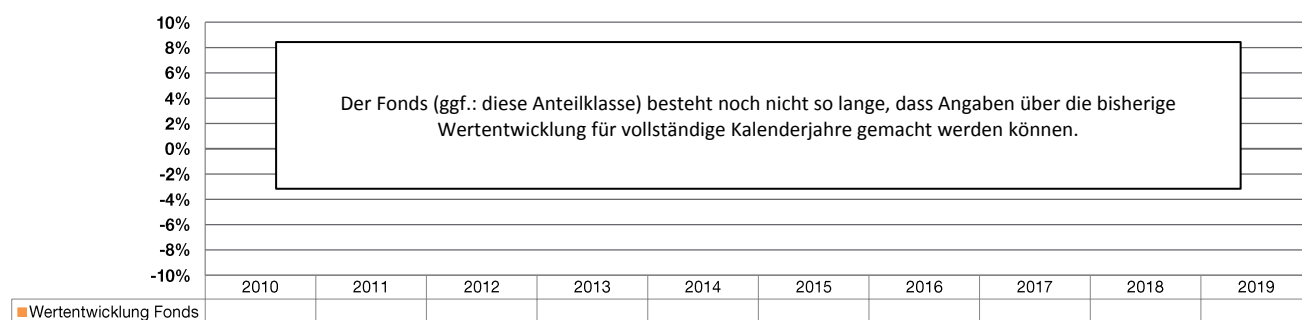 10%
8%
6%
4%
2%
0%
-2%
-4%
-6%
-8%
-10%
Der Fonds (ggf.: diese Anteilklasse) besteht noch nicht so lange, dass Angaben über die bisherige
Wertentwicklung für vollständige Kalenderjahre gemacht werden können.
2010 2011 2012 2013 2014 2015 2016 2017 2018 2019
Wertentwicklung Fonds